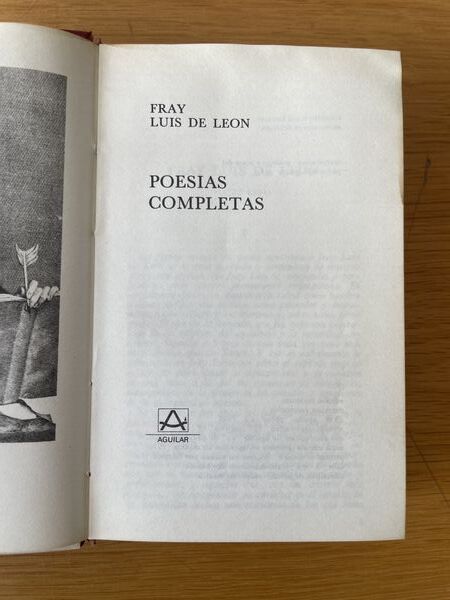 FRAY
LUIS DE LEON
POESIAS
COMPLETAS
AGUILAR